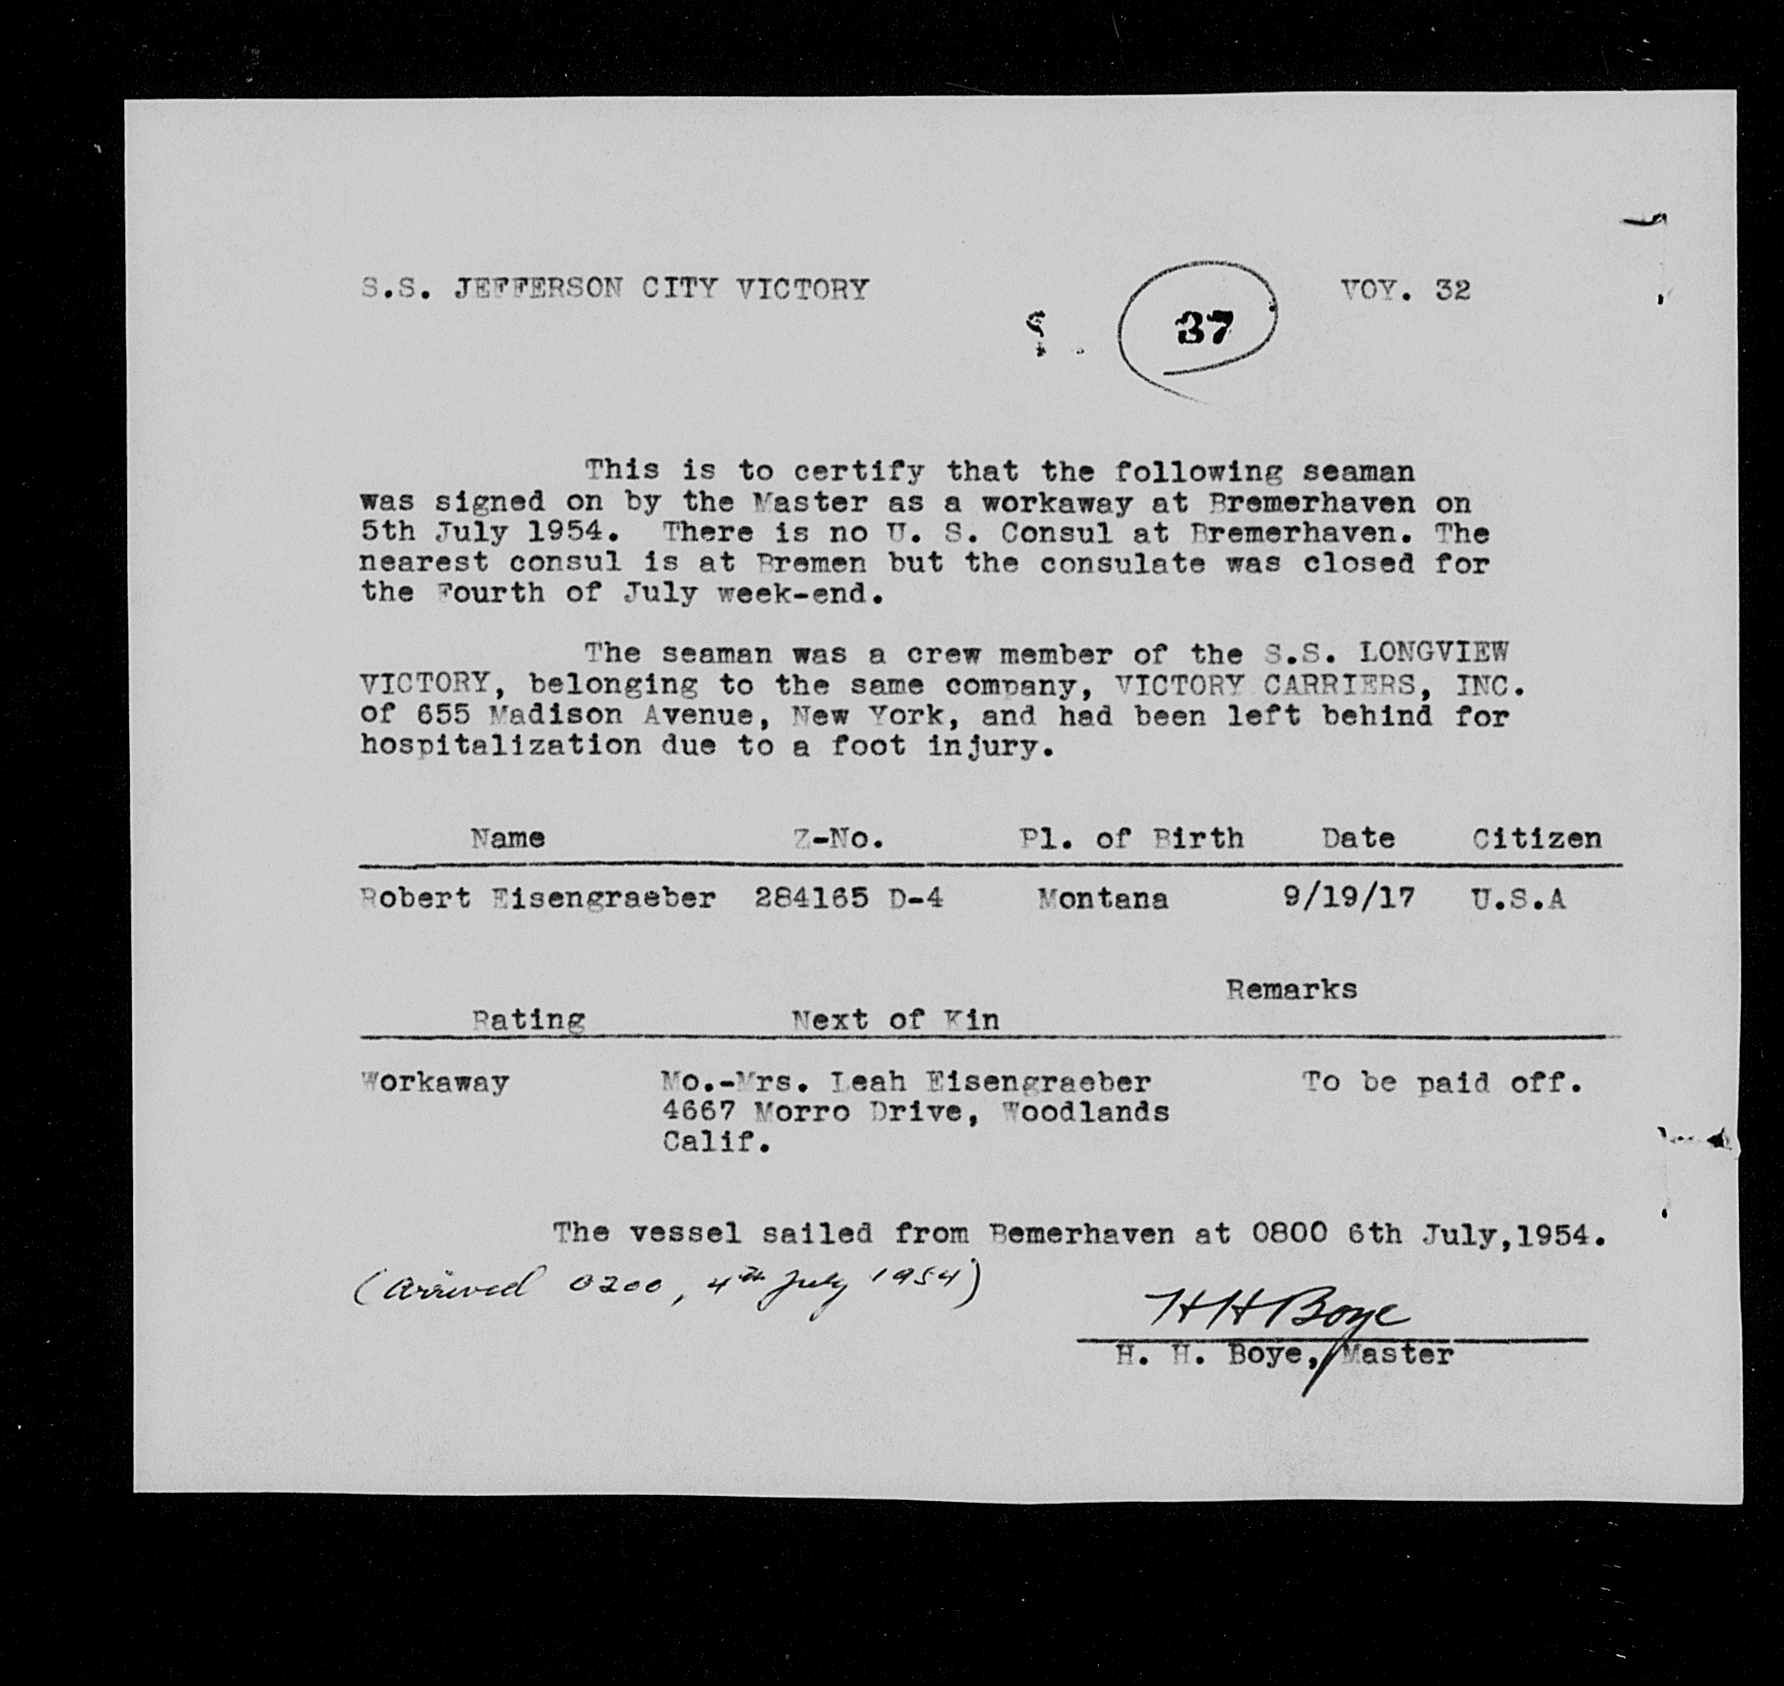 S.S. JEFFERSON CITY VICTORY VOY. 32
37
This is to certify that the following seaman
was signed on by the Master as a workaway at Bremerhaven on
5th July 1954. There is no U. S. Consul at Bremerhaven. The
nearest consul is at Bremen but the consulate was closed for
the Fourth of July week-end.
The seaman was a crew member of the S.S. LONGVIEW
VICTORY, belonging to the same company, VICTORY CARRIERS, INC.
of 655 Madison Avenue, New York, and had been left behind for
hospitalization due to a foot injury.
Name Z-No. Pl. of Birth Date Citizen
Robert Eisengraeber 284165 D-4 Montana 9/19/17 U.S.A
Remarks
Rating Next of Kin
Workaway Mo.-Mrs. Leah Eisengraeber To be paid off.
4667 Morro Drive, Woodlands
Calif.
The vessel sailed from Bemerhaven at 0800 6th July,1954.
(Arrived 0200, 4th July 1954)
HHBoye
H. H. Boye, Master